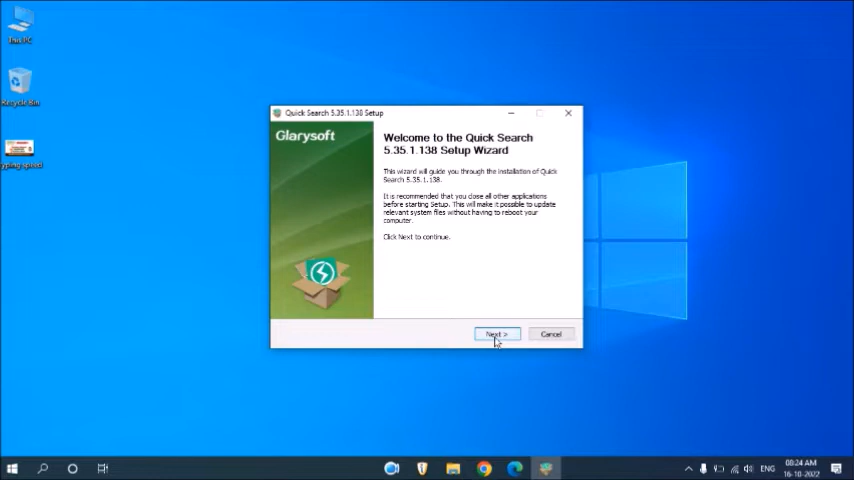 This PC
Recycle Bin
Quick Search 5.35.1.138 Setup
Glarysoft
Welcome to the Quick Search
5.35.1.138 Setup Wizard
This wizard will guide you through the installation of Quick
Search 5.35.1.138.
It is recommended that you close all other applications
before starting Setup. This will make it possible to update
relevant system files without having to reboot your
computer.
Click Next to continue.
Next >
Cancel
ENG
08:24 AM
16-10-2022